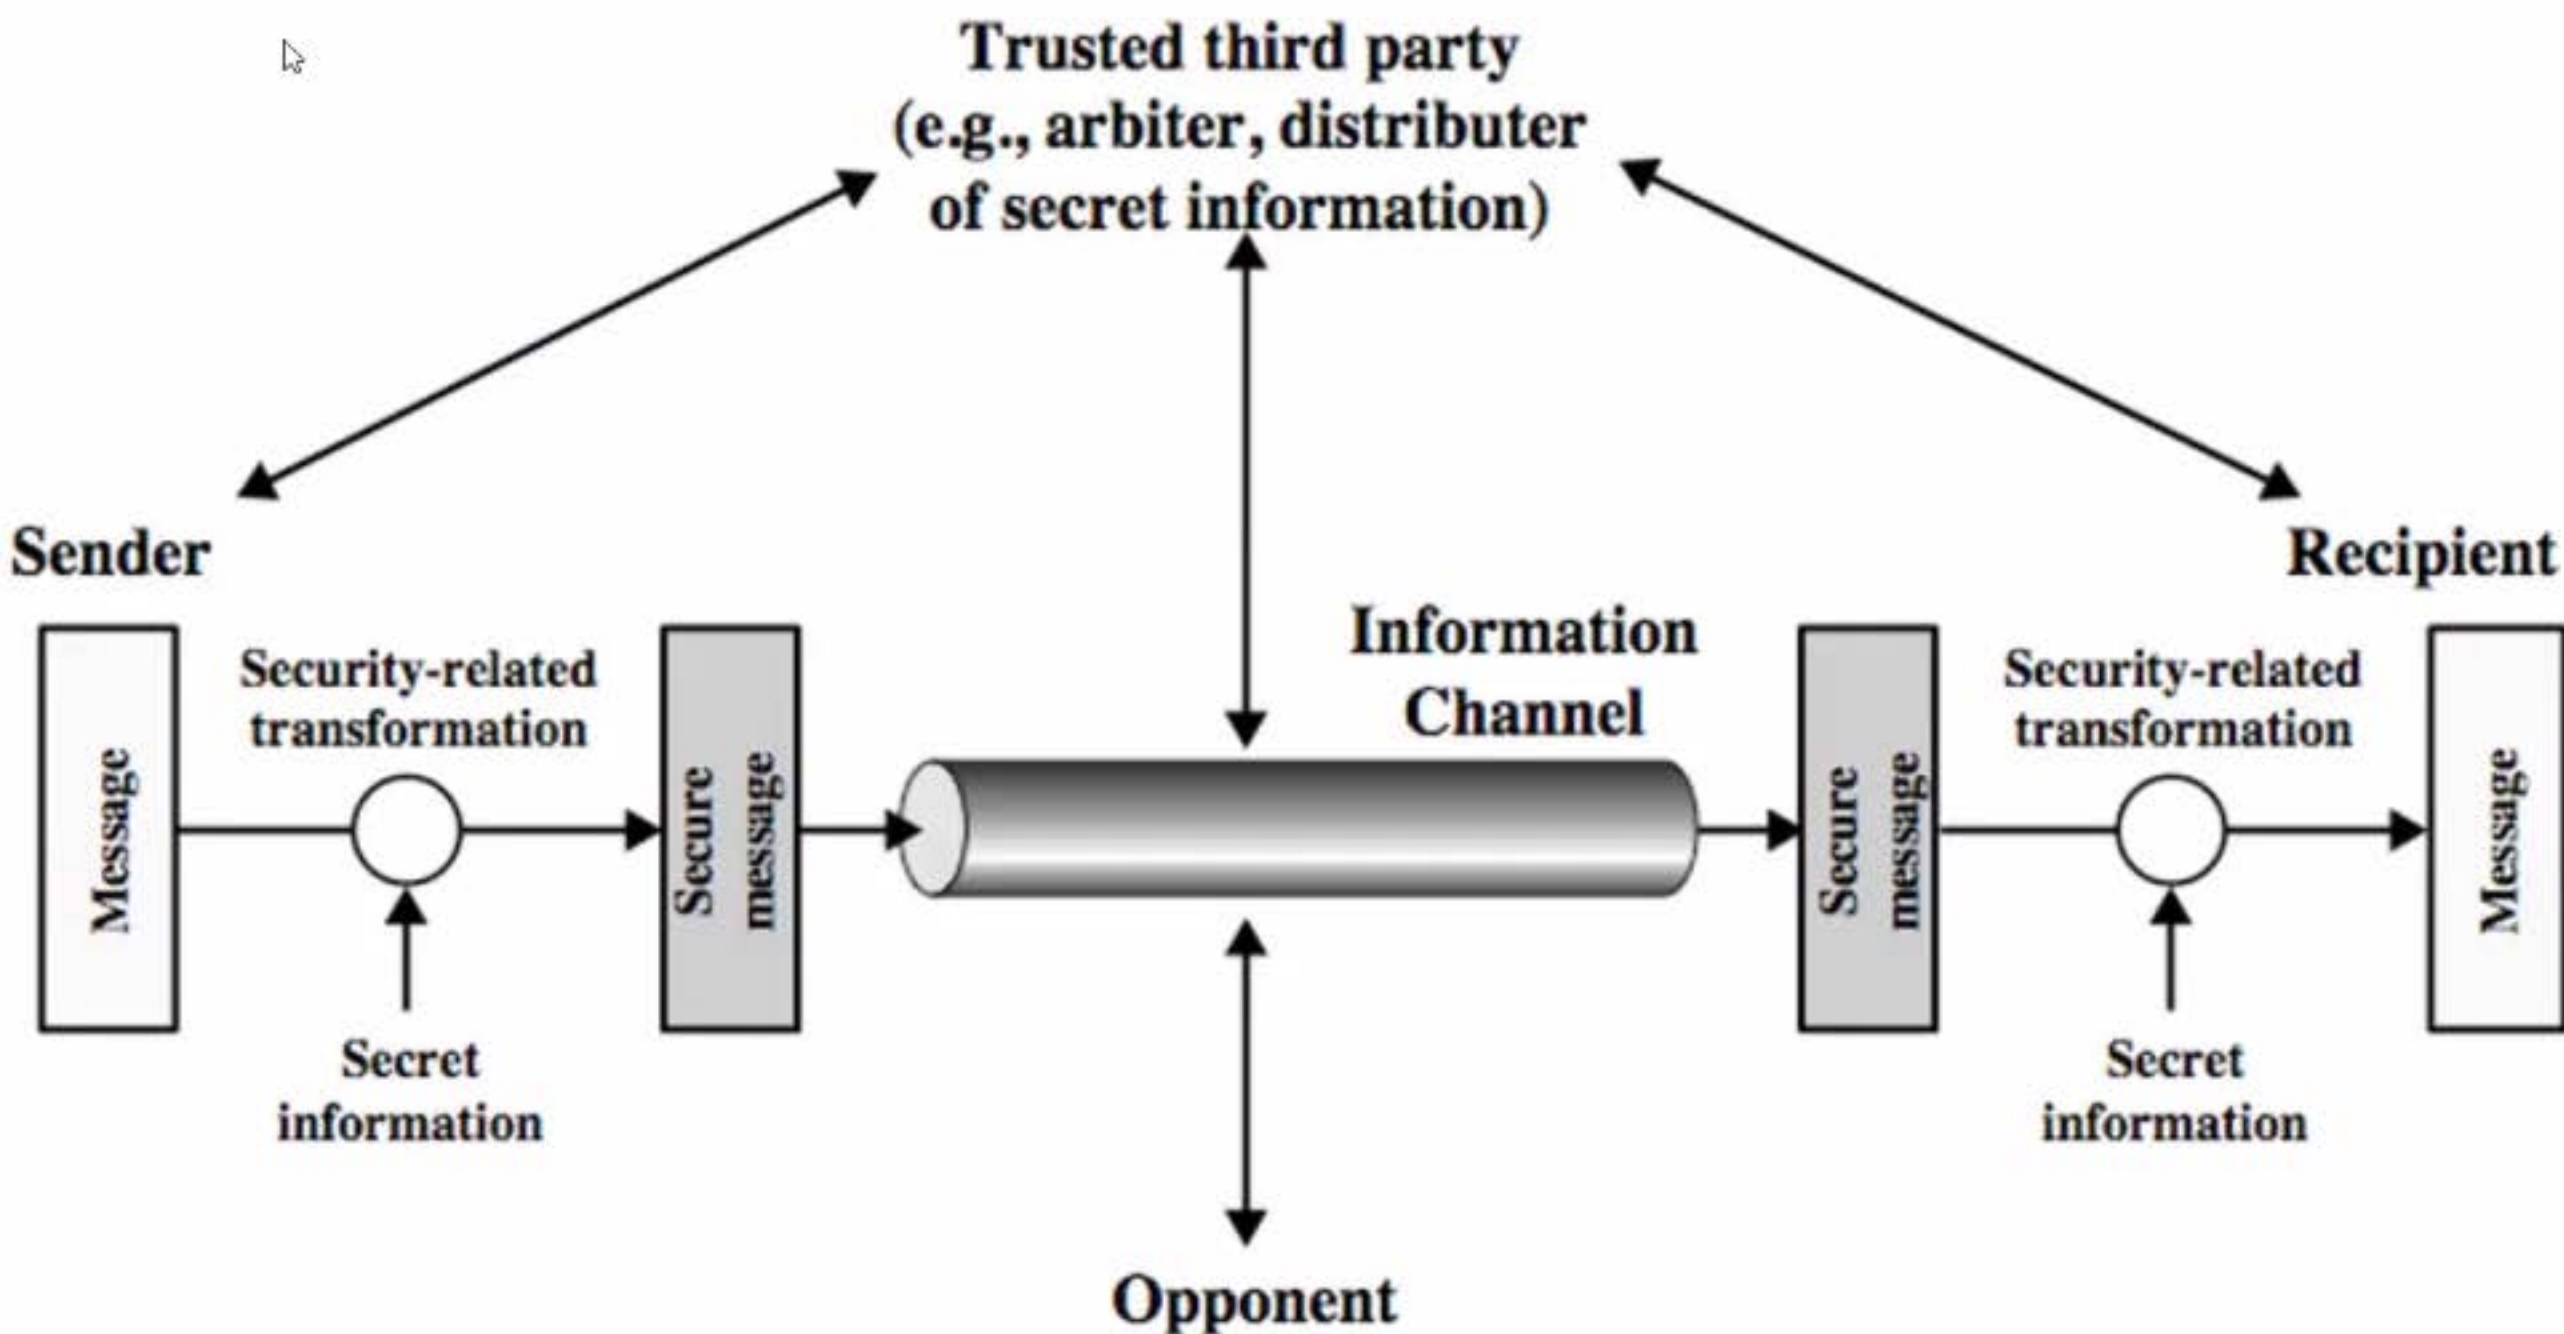 Trusted third party
(e.g., arbiter, distributer
of secret information)
Sender
Recipient
Information
Channel
Security-related
transformation
Security-related
transformation
Message
Secure
message
Secure
message
Message
Secret
information
Secret
information
Opponent